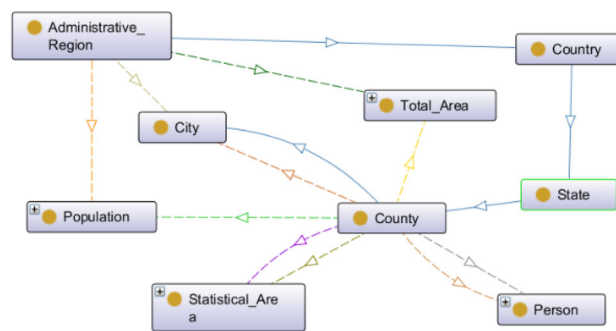 Administrative_
Region
Country
Total_Area
City
State
Population
County
Statistical_Are
a
Person